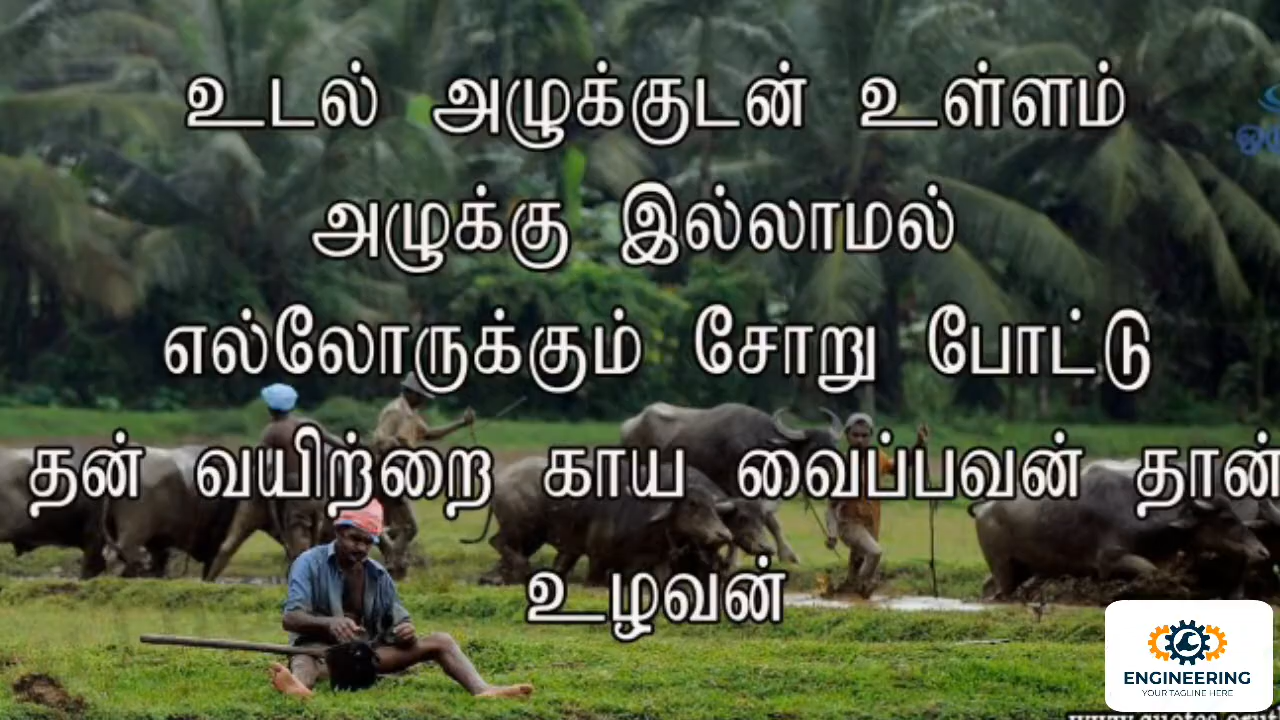 உடல் அழுக்குடன் உள்ளம்
அழுக்கு இல்லாமல்
எல்லோருக்கும் சோறு போட்டு
தன் வயிற்றை காய வைப்பவன் தான்
உழவன்
ENGINEERING
YOUR TAGLINE HERE